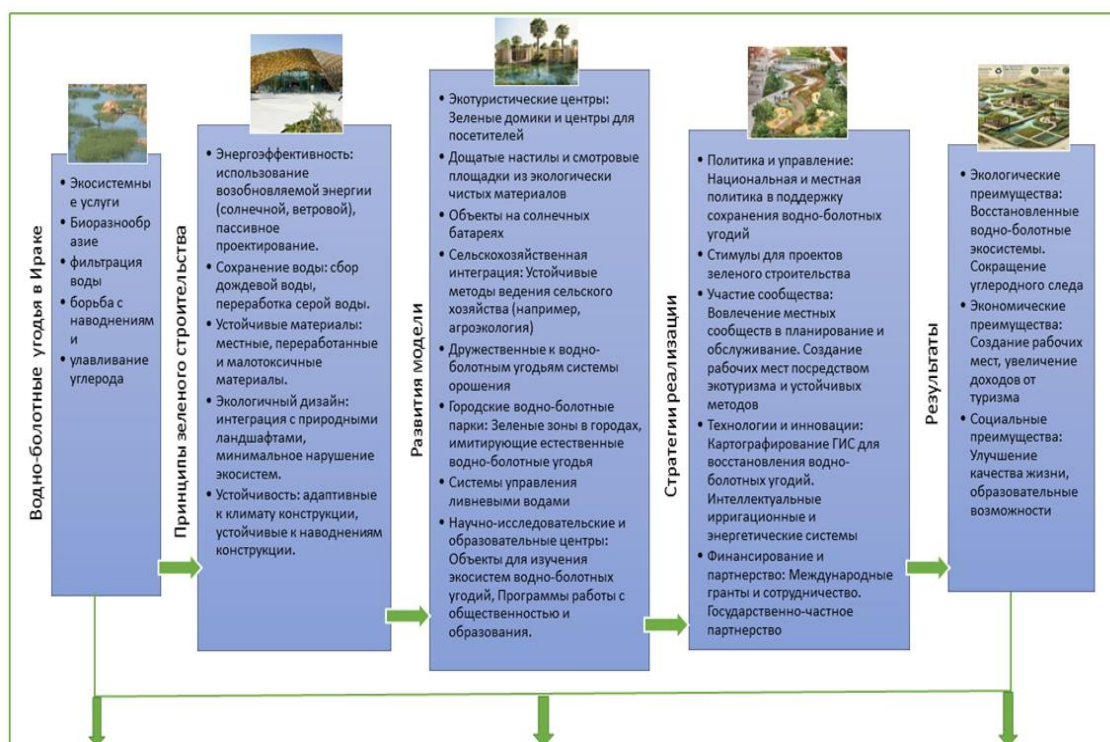 Водно-болотные угодья в Ираке
• Экосистемны
е услуги
• Биоразнообр
азие
• фильтрация
воды
• борьба с
наводнениям
и
• улавливание
углерода
Принципы зеленого строительства
• Энергоэффективность:
использование
возобновляемой энергии
(солнечной, ветровой),
пассивное
проектирование.
• Сохранение воды: сбор
дождевой воды,
переработка серой воды.
• Устойчивые материалы:
местные, переработанные
и малотоксичные
материалы.
• Экологичный дизайн:
интеграция с природными
ландшафтами,
минимальное нарушение
экосистем.
• Устойчивость: адаптивные
к климату конструкции,
устойчивые к наводнениям
конструкции.
Развития модели
• Экотуристические центры:
Зеленые домики и центры для
посетителей
• Дощатые настилы и смотровые
площадки из экологически
чистых материалов
• Объекты на солнечных
батареях
• Сельскохозяйственная
интеграция: Устойчивые
методы ведения сельского
хозяйства (например,
агроэкология)
• Дружественные к водно-
болотным угодьям системы
орошения
• Городские водно-болотные
парки: Зеленые зоны в городах,
имитирующие естественные
водно-болотные угодья
• Системы управления
ливневыми водами
• Научно-исследовательские и
образовательные центры:
Объекты для изучения
экосистем водно-болотных
угодий, Программы работы с
общественностью и
образования.
Стратегии реализации
• Политика и управление:
Национальная и местная
политика в поддержку
сохранения водно-болотных
угодий
• Стимулы для проектов
зеленого строительства
• Участие сообщества:
Вовлечение местных
сообществ в планирование и
обслуживание. Создание
рабочих мест посредством
экотуризма и устойчивых
методов
• Технологии и инновации:
Картографирование ГИС для
восстановления водно-
болотных угодий.
Интеллектуальные
ирригационные и
энергетические системы
• Финансирование и
партнерство: Международные
гранты и сотрудничество.
Государственно-частное
партнерство
Результаты
• Экологические
преимущества:
Восстановленные
водно-болотные
экосистемы.
Сокращение
углеродного следа
• Экономические
преимущества:
Создание рабочих
мест, увеличение
доходов от
туризма
• Социальные
преимущества:
Улучшение
качества жизни,
образовательные
возможности